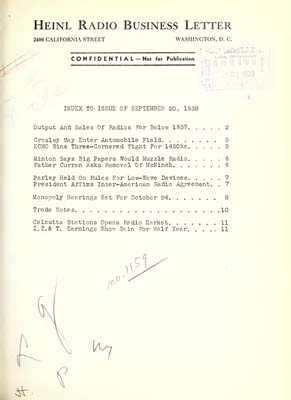 HEINL RADIO BUSINESS LETTER
2400 CALIFORNIA STREET WASHINGTON, D. C.
CONFIDENTIAL — Not for Publication
INDEX TO ISSUE OF SEPTEMBER 20, 1938
Output And Sales Of Radios Far Below 1937. . . . . 2
Crosley May Enter Automobile Field. . . . . . . . 5
KCNO Wins Three-Cornered Fight For 1400kc. . . . . 5
Minton Says Big Papers Would Muzzle Radio. . . . . 6
Father Curran Asks Removal Of McNinch. . . . . . . 6
Parley Held On Rules For Low-Wave Devices. . . . . 7
President Affirms Inter-American Radio Agreement. . 7
Monopoly Hearings Set For October 24. . . . . . . 8
Trade Notes. . . . . . . . . . . . . . . . . . . .10
Calcutta Stations Opens Radio Market. . . . . . . 11
I.T.& T. Earnings Show Gain For Half Year. . . . . 11
no. 1159